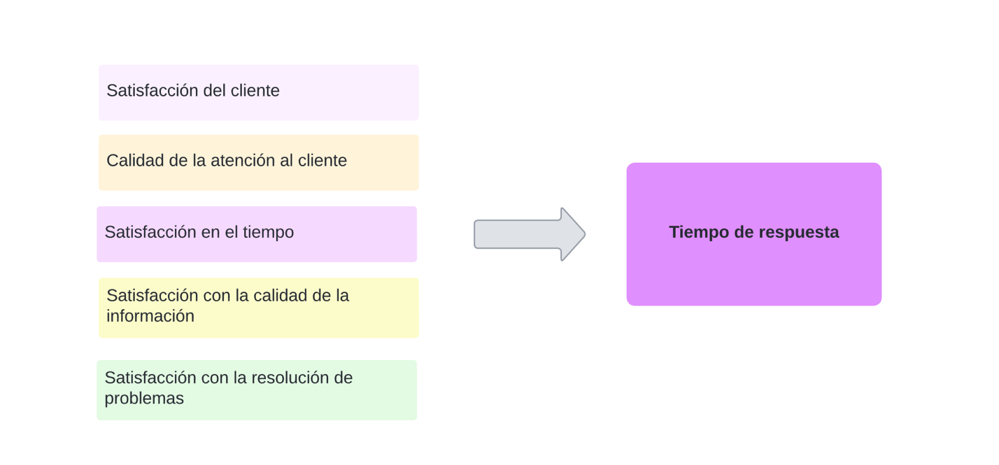 Satisfacción del cliente
Calidad de la atención al cliente
Satisfacción en el tiempo
Satisfacción con la calidad de la
información
Satisfacción con la resolución de
problemas
Tiempo de respuesta